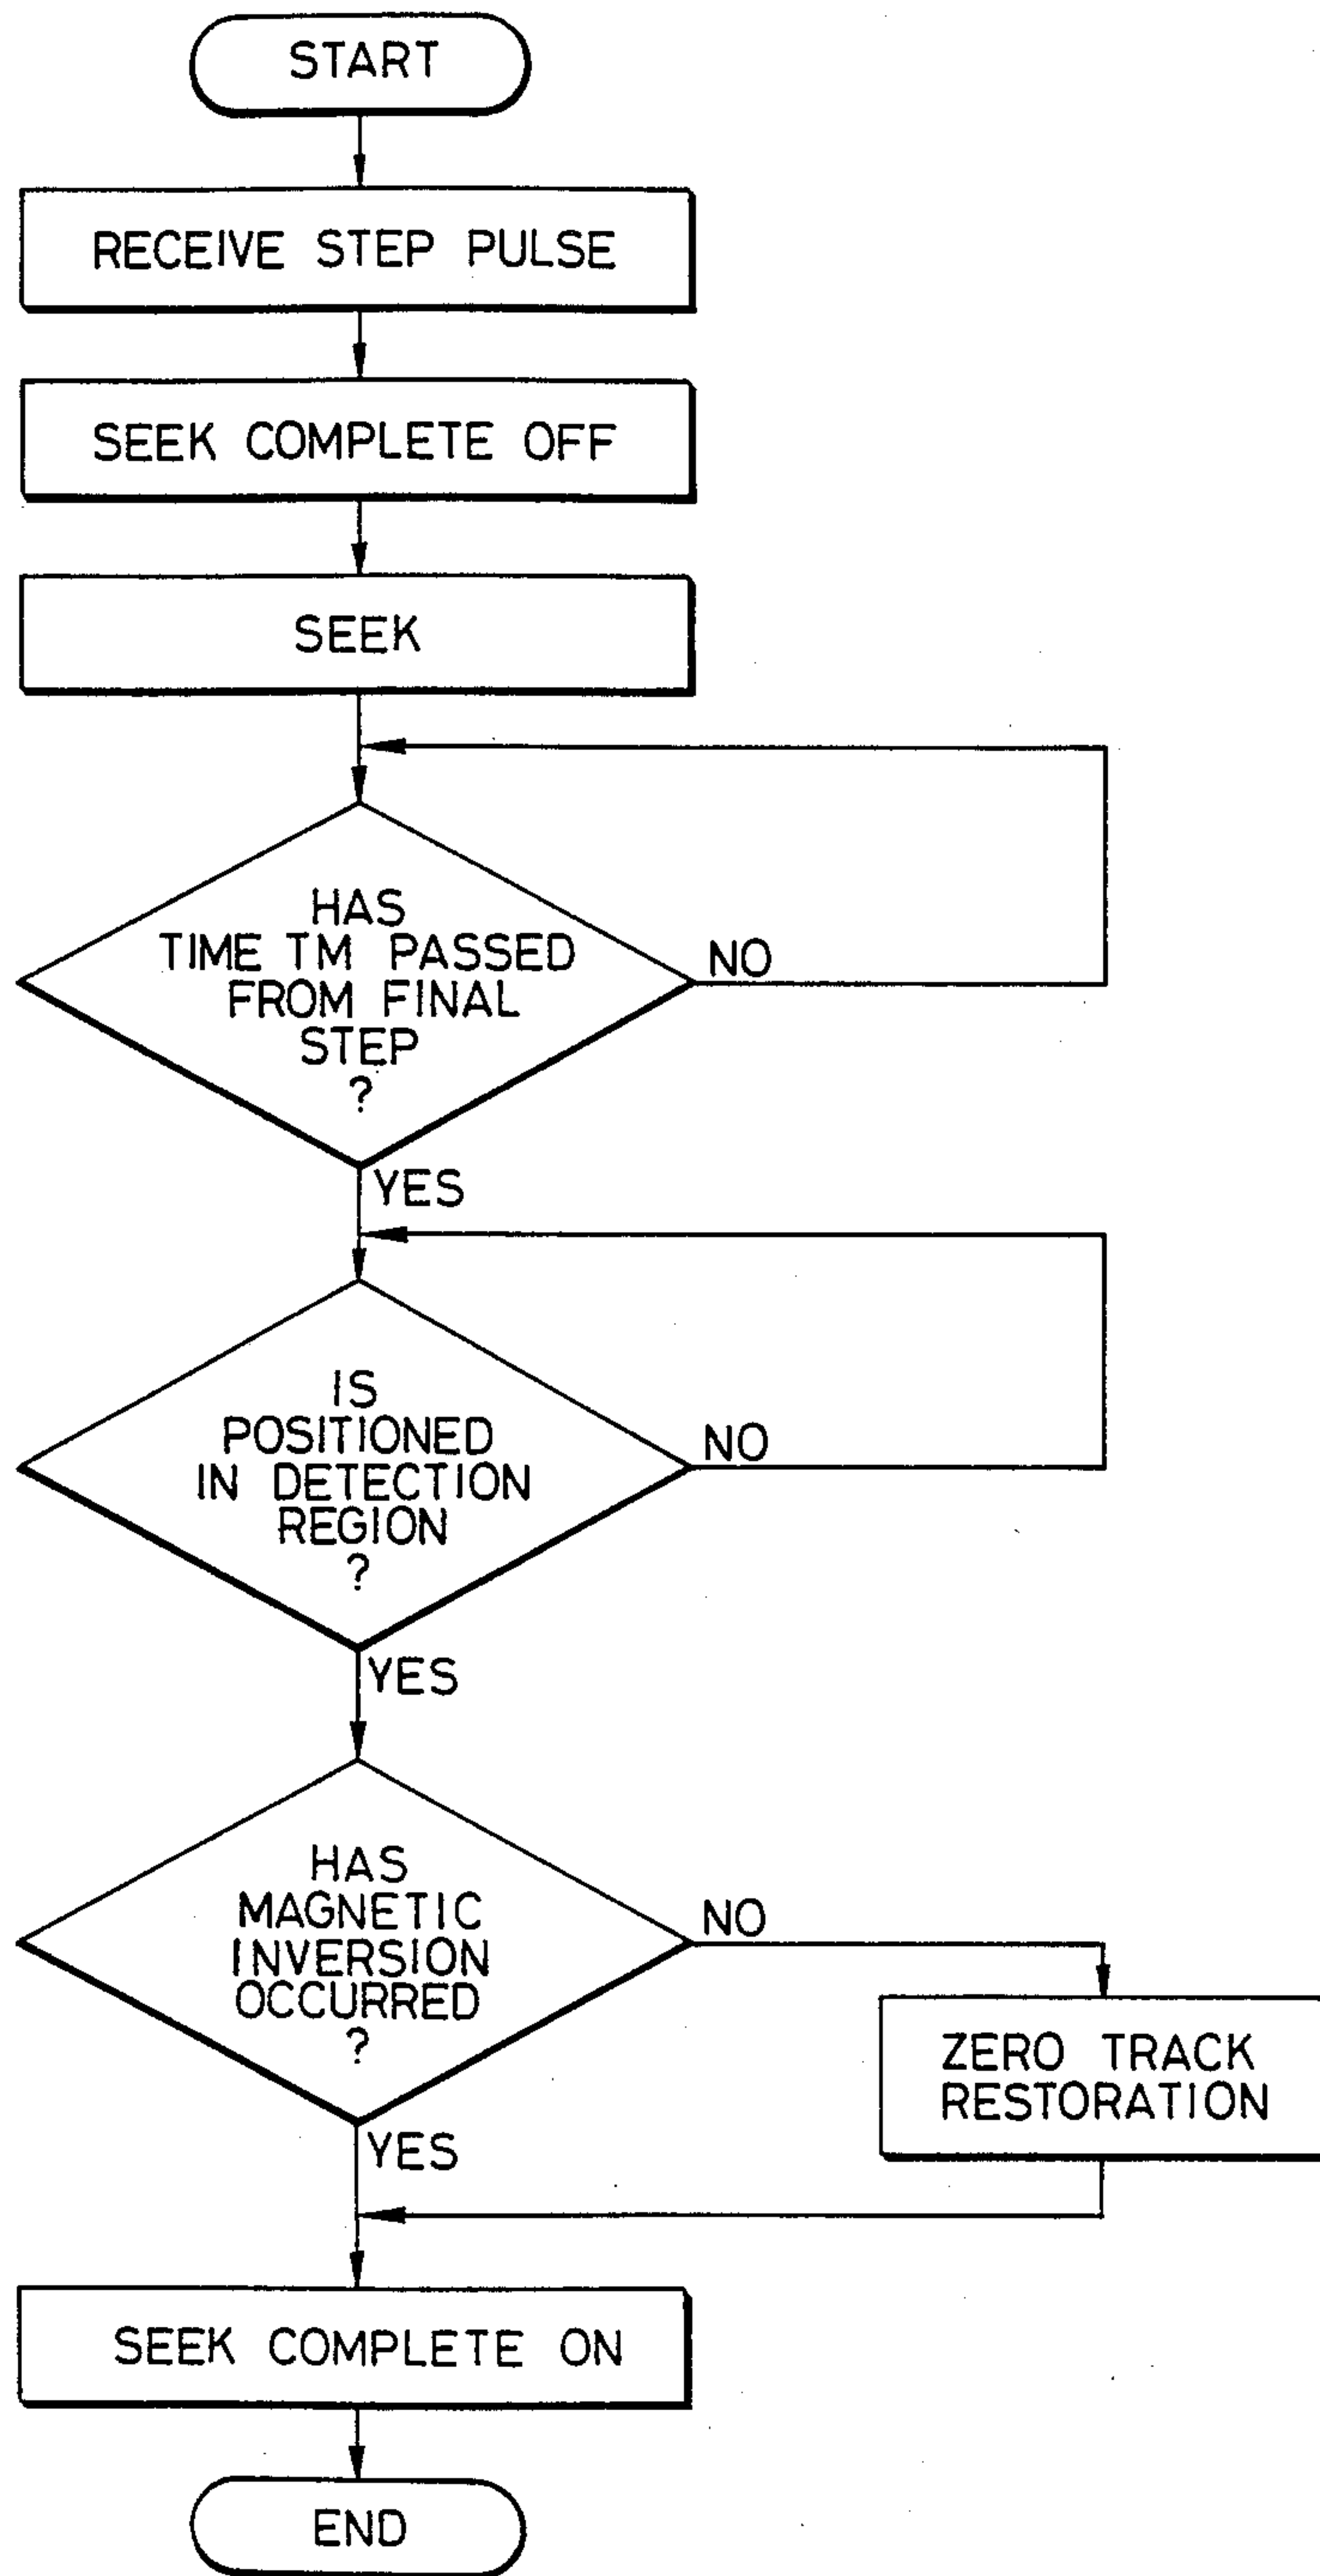 START
RECEIVE STEP PULSE
SEEK COMPLETE OFF
SEEK
HAS
TIME TM PASSED
FROM FINAL
STEP
?
NO
YES
IS
POSITIONED
IN DETECTION
REGION
?
NO
YES
HAS
MAGNETIC
INVERSION
OCCURRED
?
NO
ZERO TRACK
RESTORATION
YES
SEEK COMPLETE ON
END